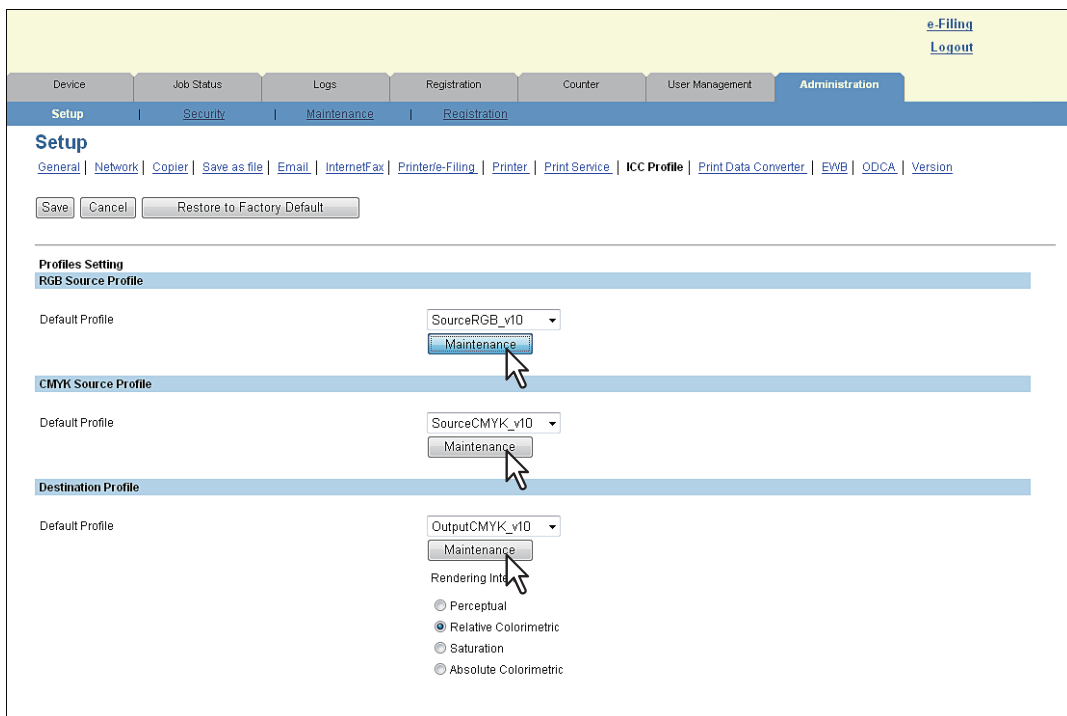 e-Filing
Logout
Device Job Status Logs Registration Counter User Management Administration
Setup | Security | Maintenance | Registration
Setup
General | Network | Copier | Save as file | Email | InternetFax | Printer/e-Filing | Printer | Print Service | ICC Profile | Print Data Converter | EWB | ODCA | Version
Save Cancel Restore to Factory Default
Profiles Setting
RGB Source Profile
Default Profile SourceRGB_v10
Maintenance
CMYK Source Profile
Default Profile SourceCMYK_v10
Maintenance
Destination Profile
Default Profile OutputCMYK_v10
Maintenance
Rendering
Perceptual
Relative Colorimetric
Saturation
Absolute Colorimetric